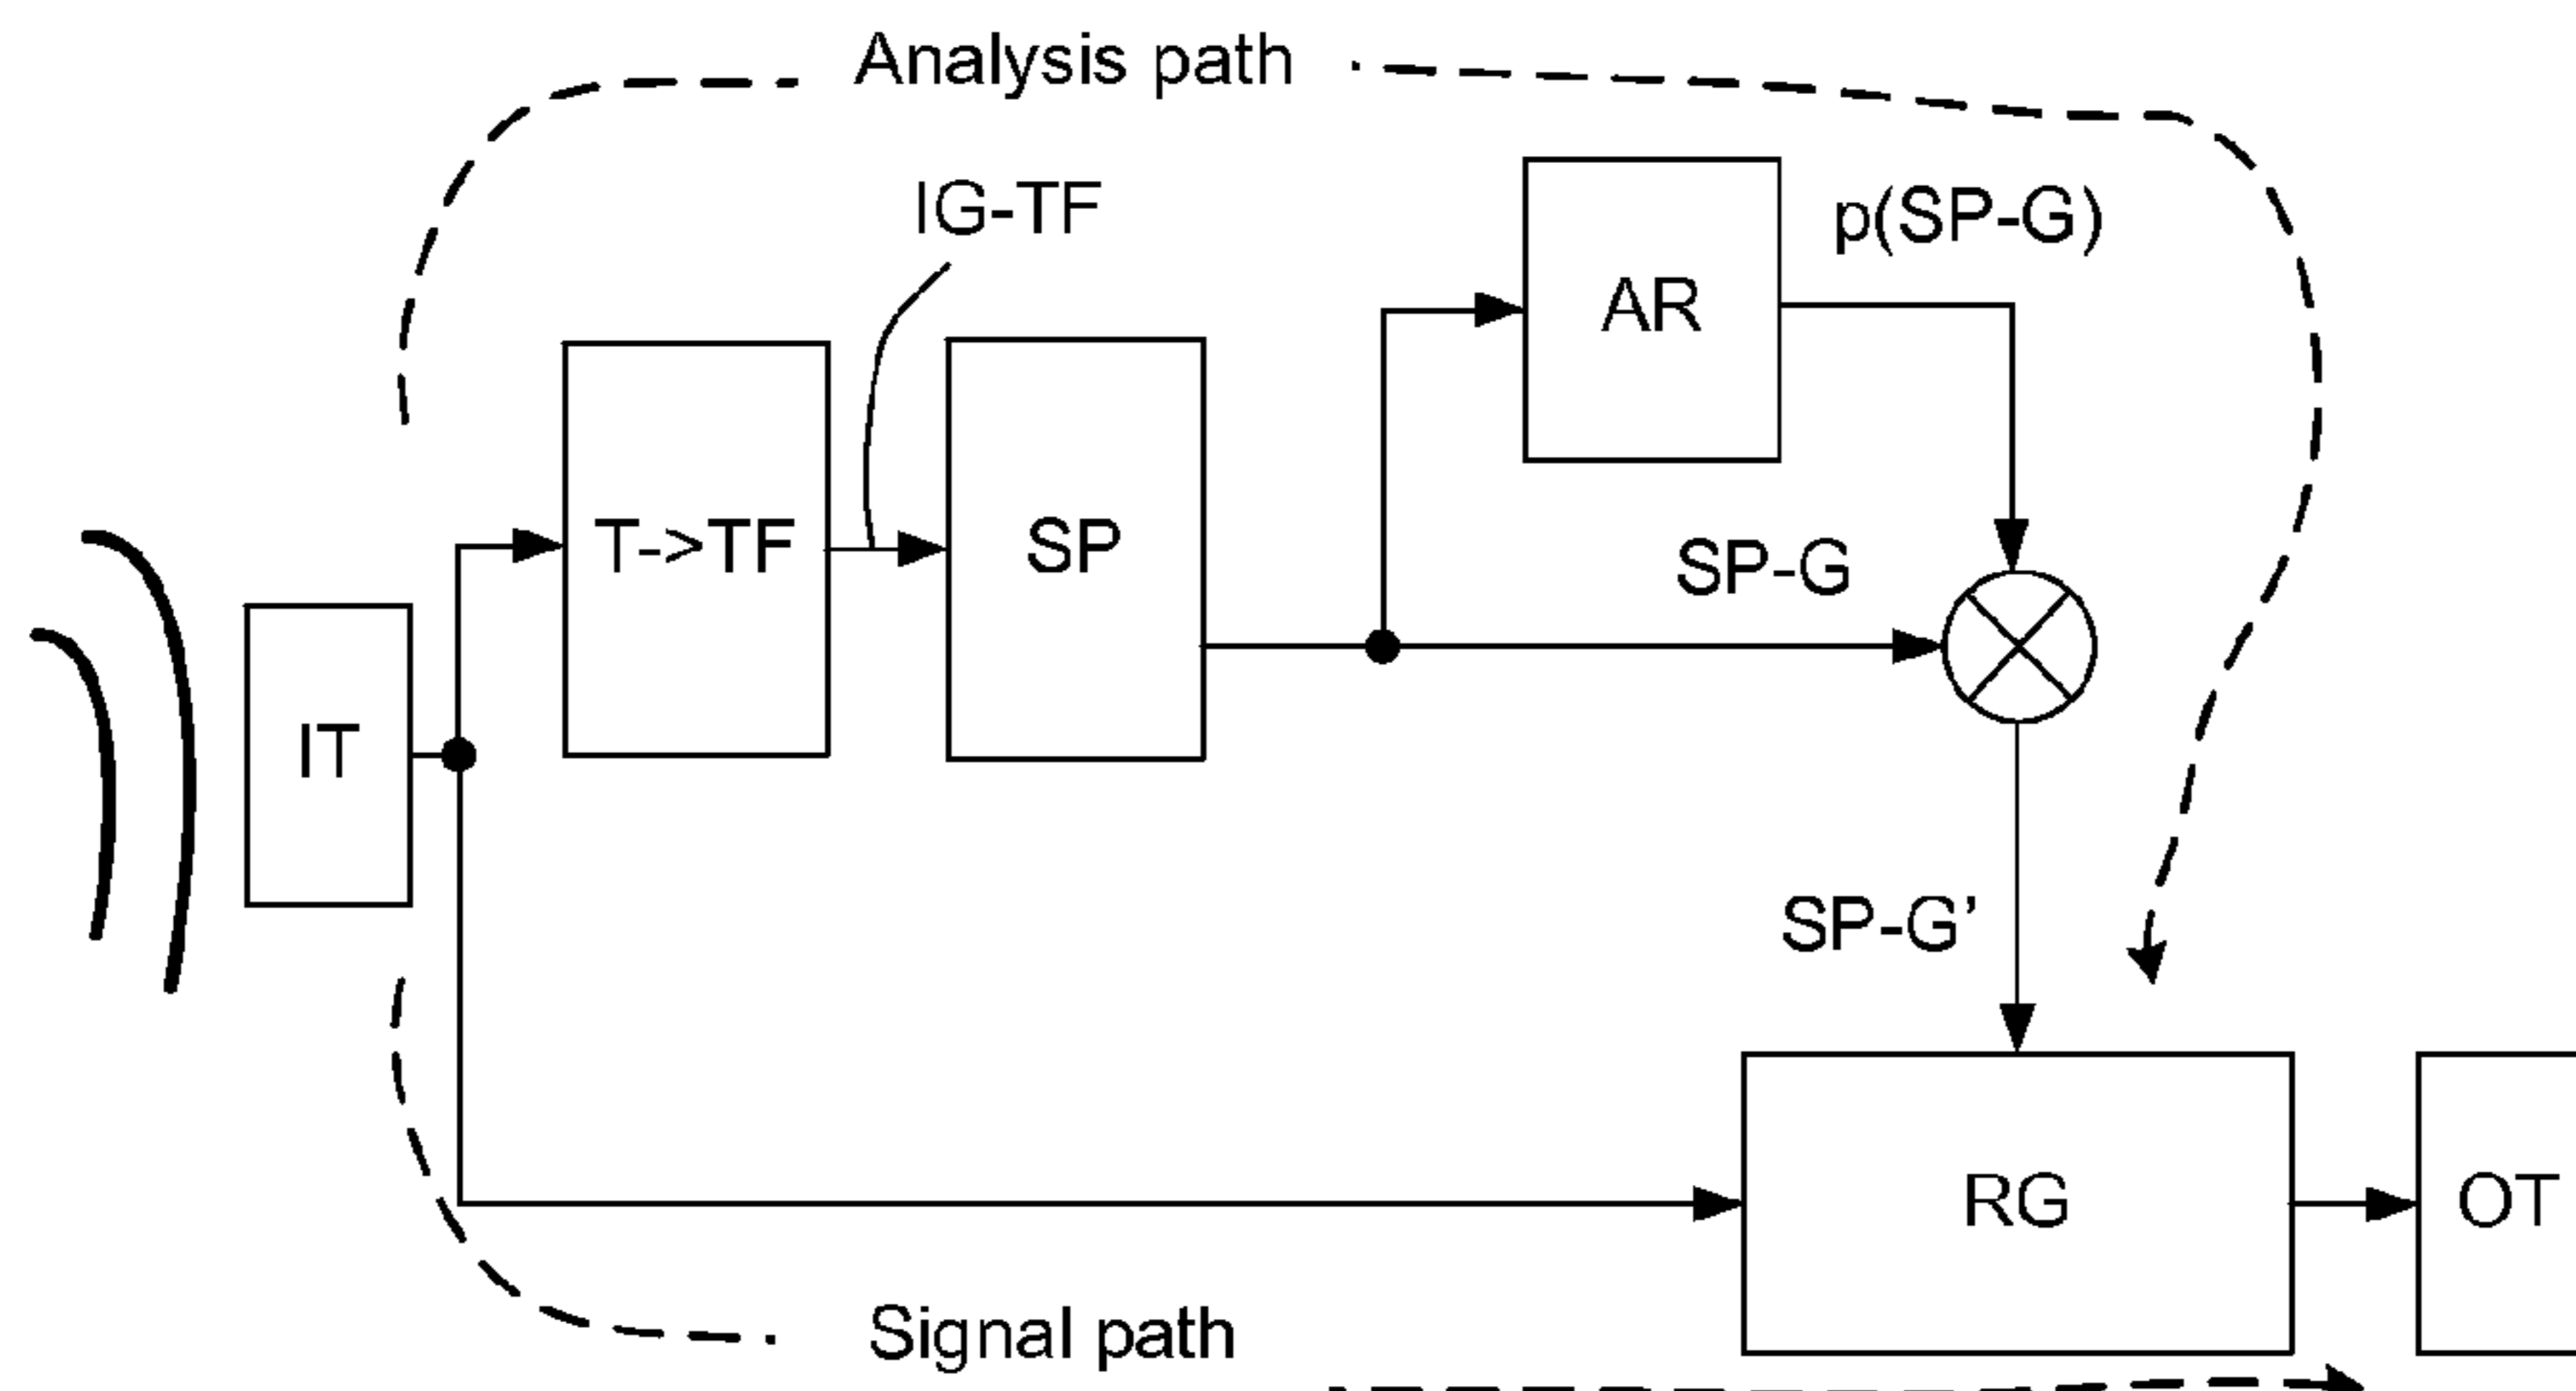 Analysis path
IG-TF
p(SP-G)
AR
T->TF
SP
SP-G
IT
SP-G’
RG
OT
Signal path